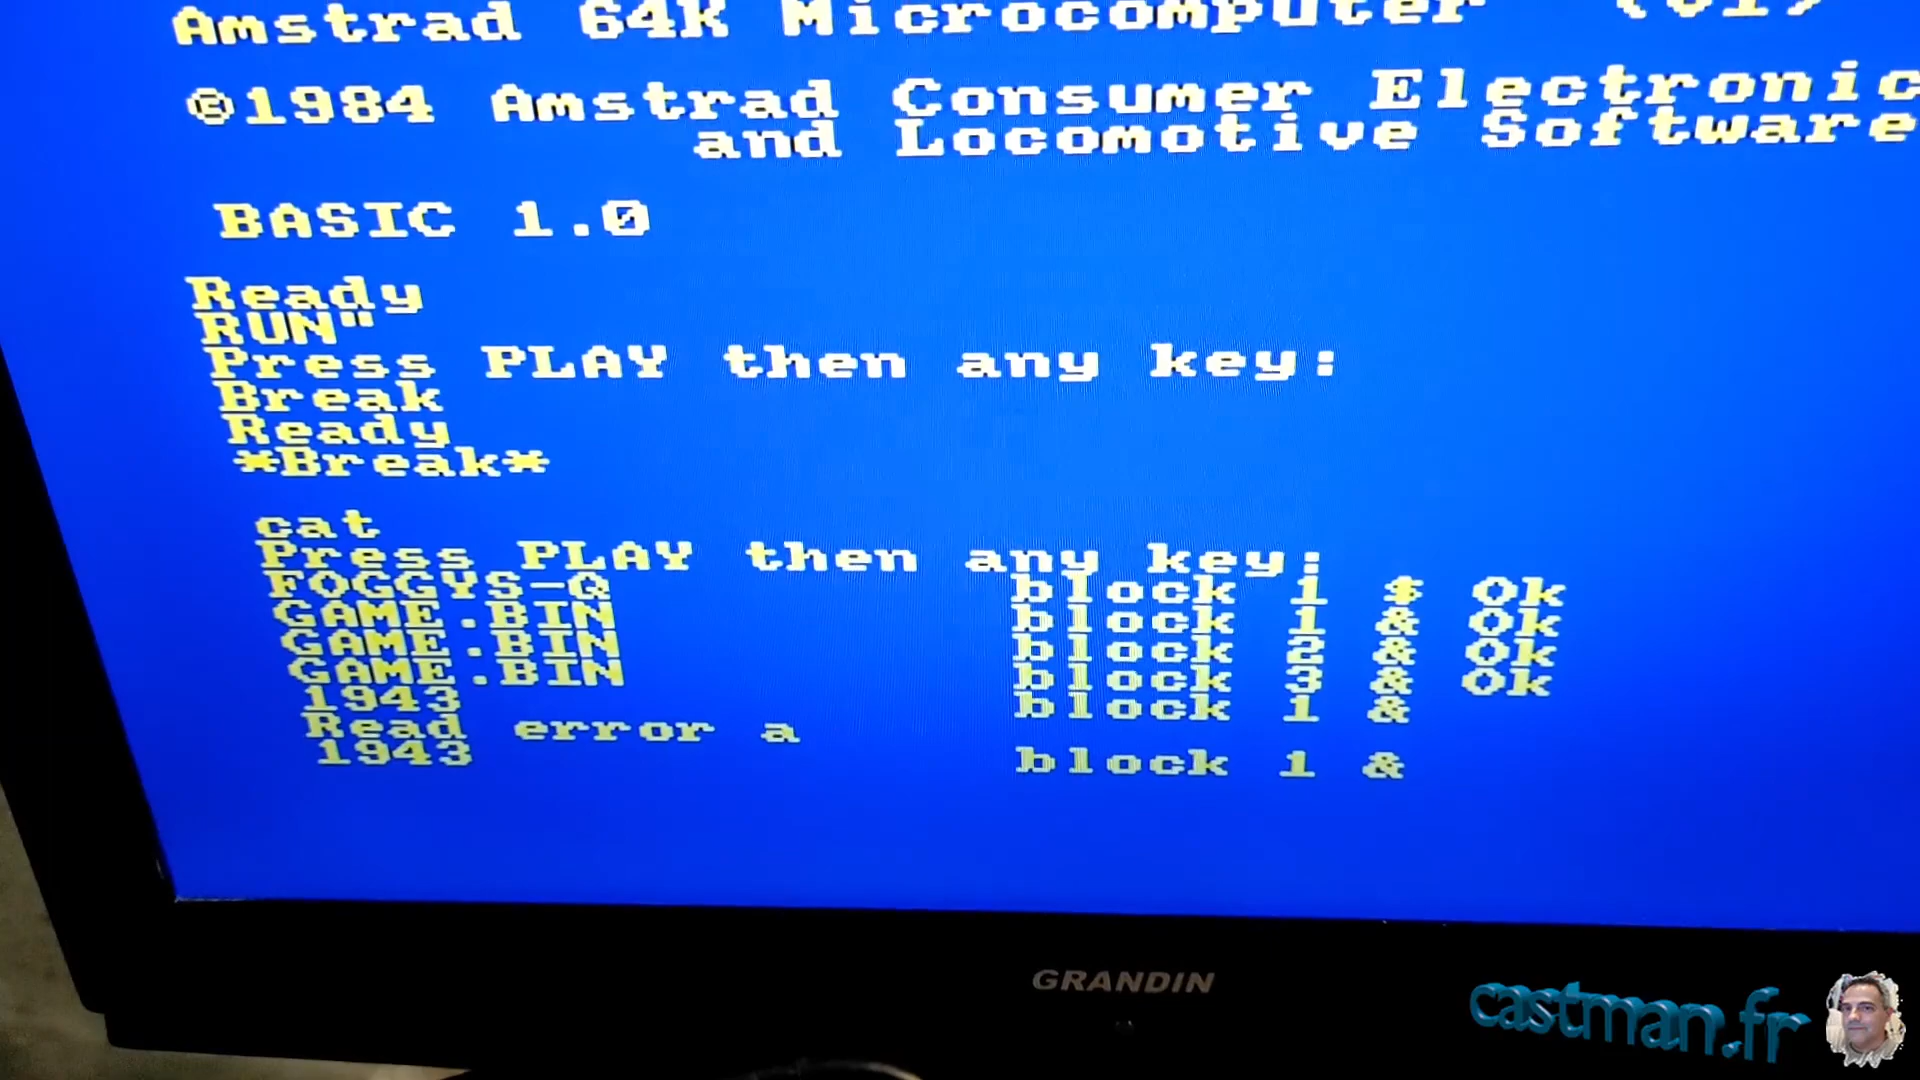 Amstrad 64K Microcomputer (v1)
©1984 Amstrad Consumer Electronic
and Locomotive Software
BASIC 1.0
Ready
RUN"
Press PLAY then any key:
Break
Ready
*Break*
cat
Press PLAY then any key:
FOGGYS-Q block 1 $ Ok
GAME.BIN block 1 & Ok
GAME.BIN block 2 & Ok
GAME.BIN block 3 & Ok
1943 block 1 &
Read error a
1943 block 1 &
GRANDIN
castman.fr